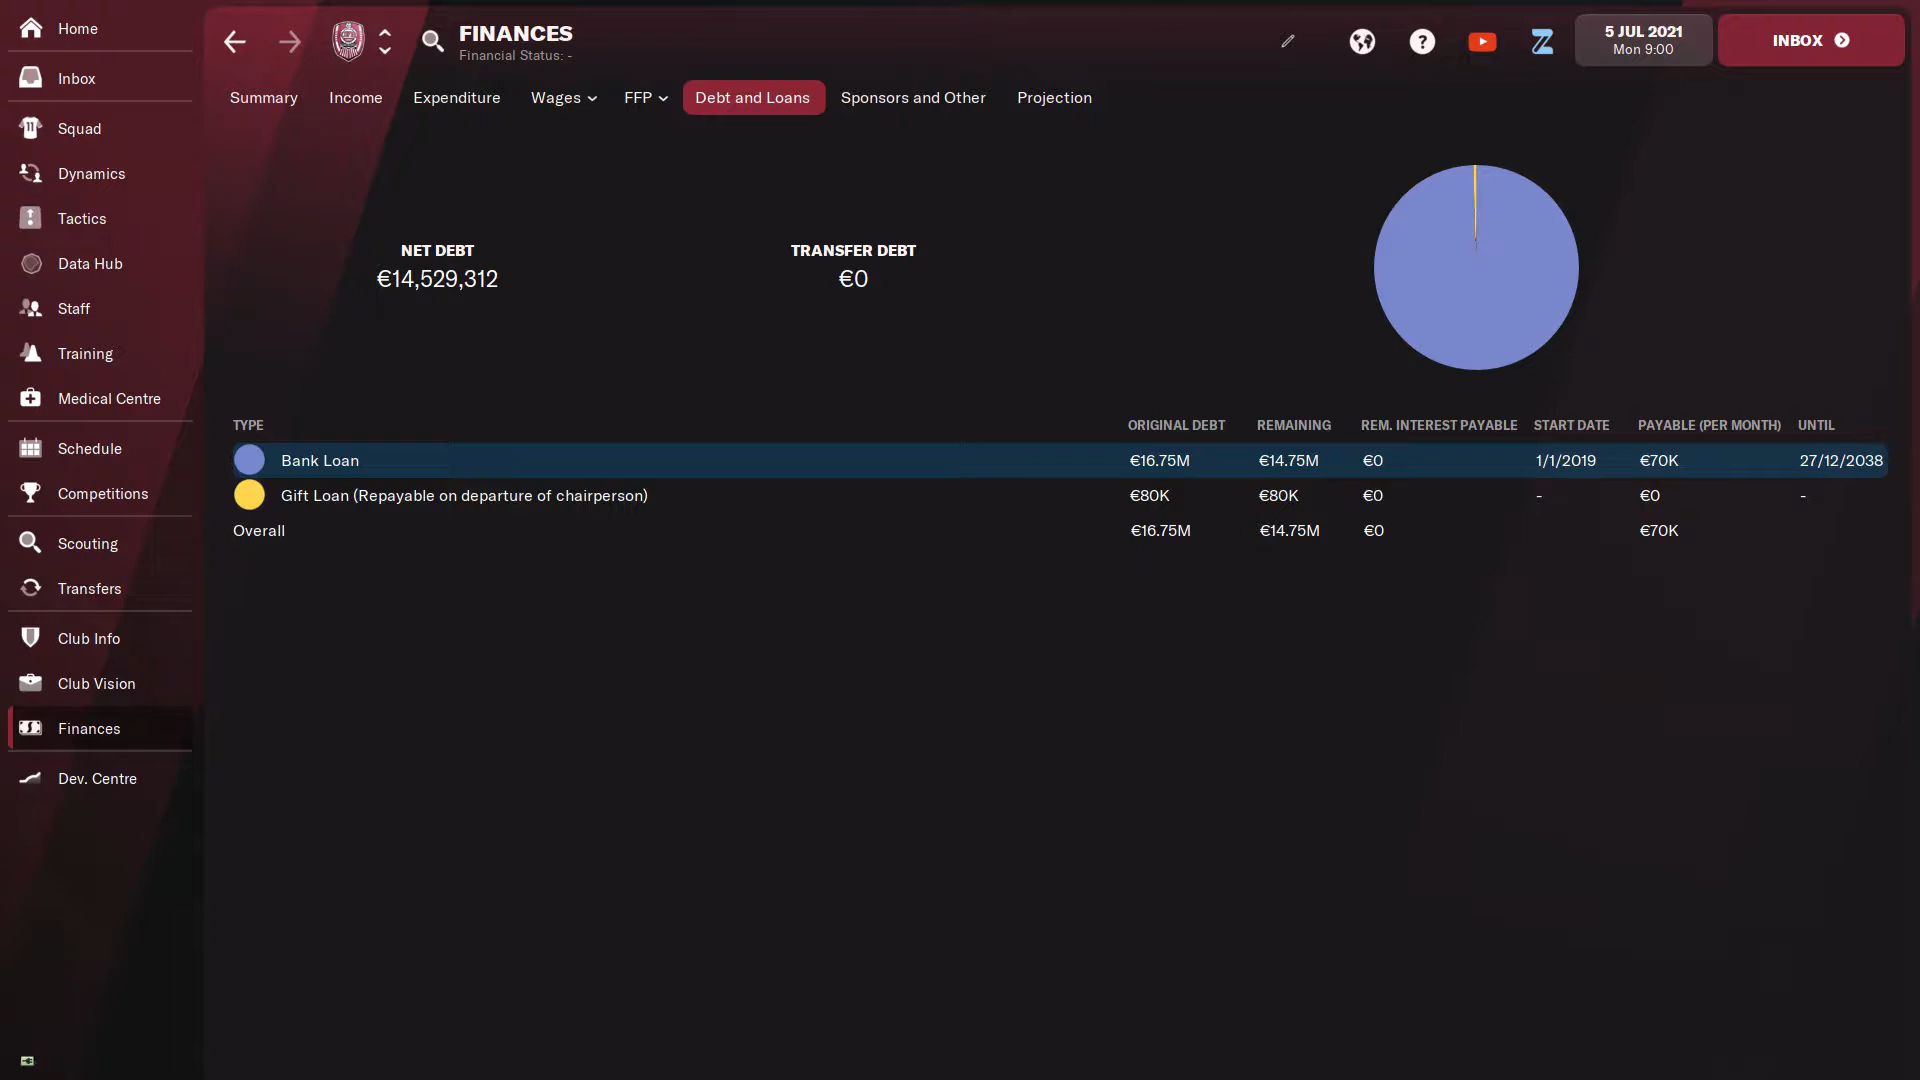 Home
Inbox
Squad
Dynamics
Tactics
Data Hub
Staff
Training
Medical Centre
Schedule
Competitions
Scouting
Transfers
Club Info
Club Vision
Finances
Dev. Centre
FINANCES
Financial Status: -
5 JUL 2021
Mon 9:00
INBOX
Summary Income Expenditure Wages FFP Debt and Loans Sponsors and Other Projection
NET DEBT
€14,529,312
TRANSFER DEBT
€0
TYPE ORIGINAL DEBT REMAINING REM. INTEREST PAYABLE START DATE PAYABLE (PER MONTH) UNTIL
Bank Loan €16.75M €14.75M €0 1/1/2019 €70K 27/12/2038
Gift Loan (Repayable on departure of chairperson) €80K €80K €0 - €0 -
Overall €16.75M €14.75M €0 €70K